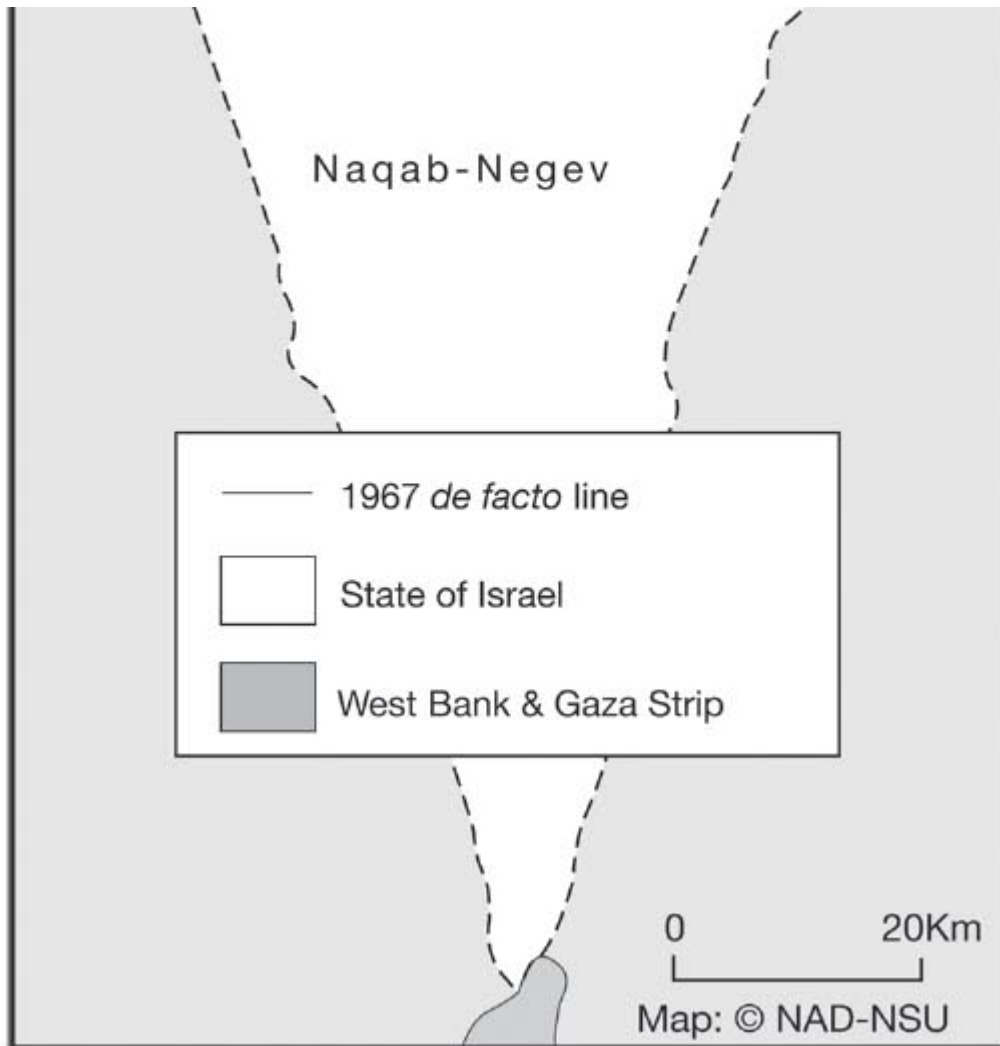 Naqab-Negev
1967 de facto line
State of Israel
West Bank & Gaza Strip
0 20Km
Map: © NAD-NSU